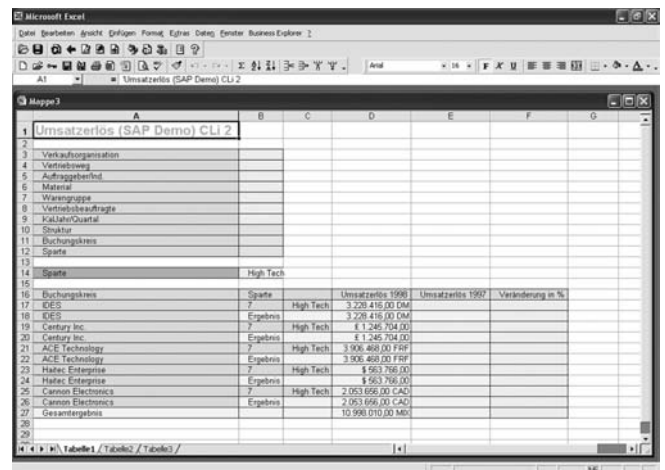 Microsoft Excel
Datei Bearbeiten Ansicht Einfügen Format Extras Daten Fenster Business Explorer ?
Arial 16 F K U
A1 = 'Umsatzerlös (SAP Demo) CLi 2
Mappe3
A B C D E F G
1 Umsatzerlös (SAP Demo) CLi 2
2
3 Verkaufsorganisation
4 Vertriebsweg
5 Auftraggeber/Ind.
6 Material
7 Warengruppe
8 Vertriebsbeauftragte
9 KalJahr/Quartal
10 Struktur
11 Buchungskreis
12 Sparte
13
14 Sparte High Tech
15
16 Buchungskreis Sparte Umsatzerlös 1998 Umsatzerlös 1997 Veränderung in %
17 IDES 7 High Tech 3.228.416,00 DM
18 IDES Ergebnis 3.228.416,00 DM
19 Century Inc. 7 High Tech £ 1.245.704,00
20 Century Inc. Ergebnis £ 1.245.704,00
21 ACE Technology 7 High Tech 3.906.468,00 FRF
22 ACE Technology Ergebnis 3.906.468,00 FRF
23 Haitec Enterprise 7 High Tech $ 563.766,00
24 Haitec Enterprise Ergebnis $ 563.766,00
25 Cannon Electronics 7 High Tech 2.053.656,00 CAD
26 Cannon Electronics Ergebnis 2.053.656,00 CAD
27 Gesamtergebnis 10.998.010,00 MIX
28
29
Tabelle1 / Tabelle2 / Tabelle3 /